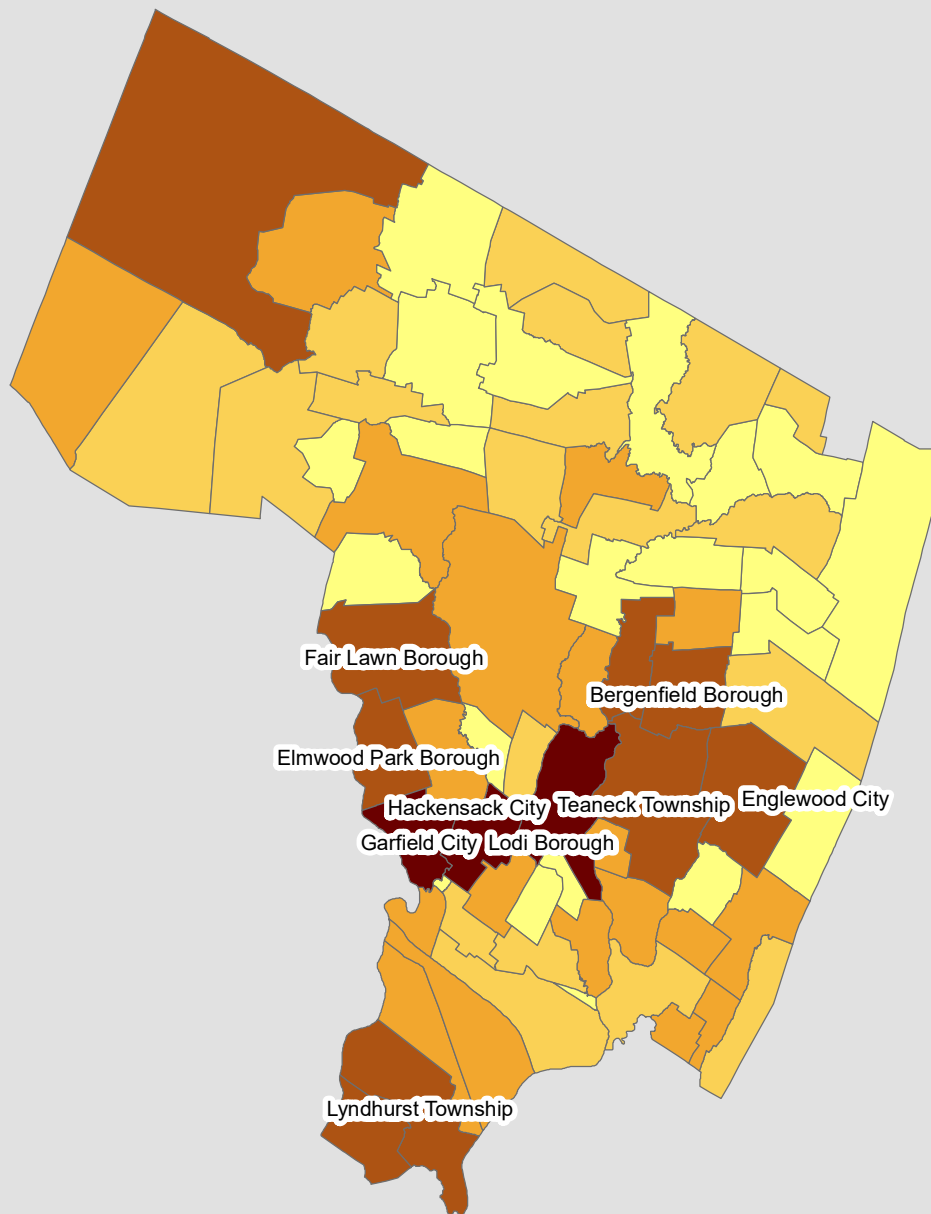 Fair Lawn Borough
Bergenfield Borough
Elmwood Park Borough
Hackensack City
Teaneck Township
Englewood City
Garfield City
Lodi Borough
Lyndhurst Township